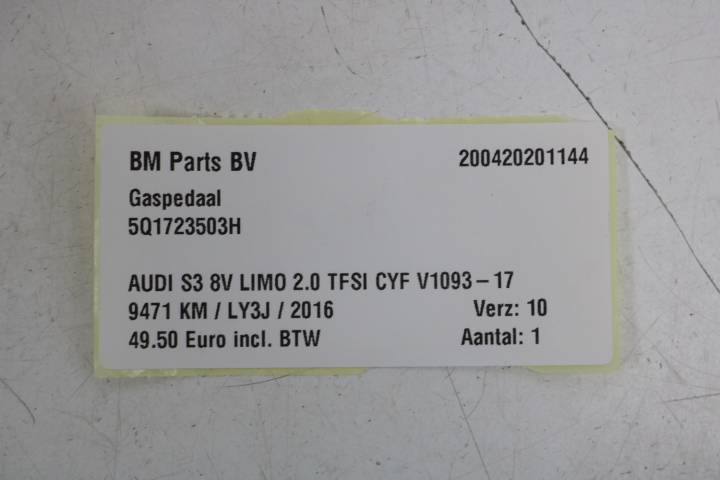 BM Parts BV 200420201144
Gaspedaal
5Q1723503H
AUDI S3 8V LIMO 2.0 TFSI CYF V1093-17
9471 KM / LY3J / 2016 Verz: 10
49.50 Euro incl. BTW Aantal: 1